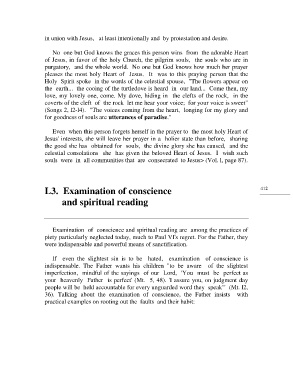 in union with Jesus, at least intentionally and by protestation and desire.
No one but God knows the graces this person wins from the adorable Heart
of Jesus, in favor of the holy Church, the pilgrim souls, the souls who are in
purgatory, and the whole world. No one but God knows how much her prayer
pleases the most holy Heart of Jesus. It was to this praying person that the
Holy Spirit spoke in the words of the celestial spouse, "The flowers appear on
the earth... the cooing of the turtledove is heard in our land... Come then, my
love, my lovely one, come. My dove, hiding in the clefts of the rock, in the
coverts of the cleft of the rock let me hear your voice, for your voice is sweet"
(Songs 2, 12-14). "The voices coming from the heart, longing for my glory and
for goodness of souls are utterances of paradise."
Even when this person forgets herself in the prayer to the most holy Heart of
Jesus' interests, she will leave her prayer in a holier state than before, sharing
the good she has obtained for souls, the divine glory she has caused, and the
celestial consolations she has given the beloved Heart of Jesus. I wish such
souls were in all communities that are consecrated to Jesus> (Vol. 1, page 87).
I.3. Examination of conscience
and spiritual reading
Examination of conscience and spiritual reading are among the practices of
piety particularly neglected today, much to Paul VI's regret. For the Father, they
were indispensable and powerful means of sanctification.
If even the slightest sin is to be hated, examination of conscience is
indispensable. The Father wants his children "to be aware of the slightest
imperfection, mindful of the sayings of our Lord, 'You must be perfect as
your heavenly Father is perfect' (Mt. 5, 48). 'I assure you, on judgment day
people will be held accountable for every unguarded word they speak'" (Mt. 12,
36). Talking about the examination of conscience, the Father insists with
practical examples on rooting out the faults and their habit: